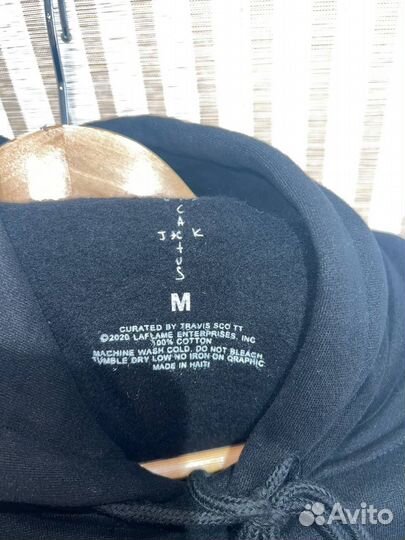 C
A
J X K
T
U
S
M
CURATED BY TRAVIS SCOTT
©2020 LAFLAME ENTERPRISES, INC
100% COTTON
MACHINE WASH COLD. DO NOT BLEACH.
TUMBLE DRY LOW NO IRON ON GRAPHIC
MADE IN HAITI
Avito